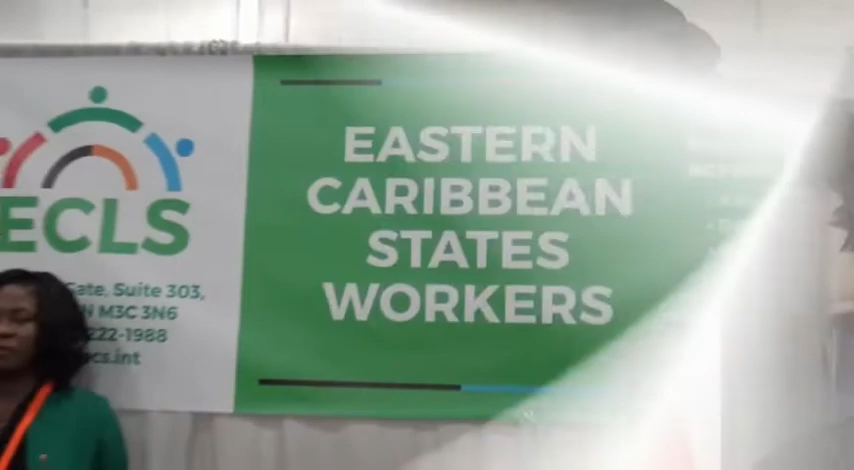 ECLS
Gate, Suite 303,
N M3C 3N6
222-1988
cs.int
EASTERN
CARIBBEAN
STATES
WORKERS